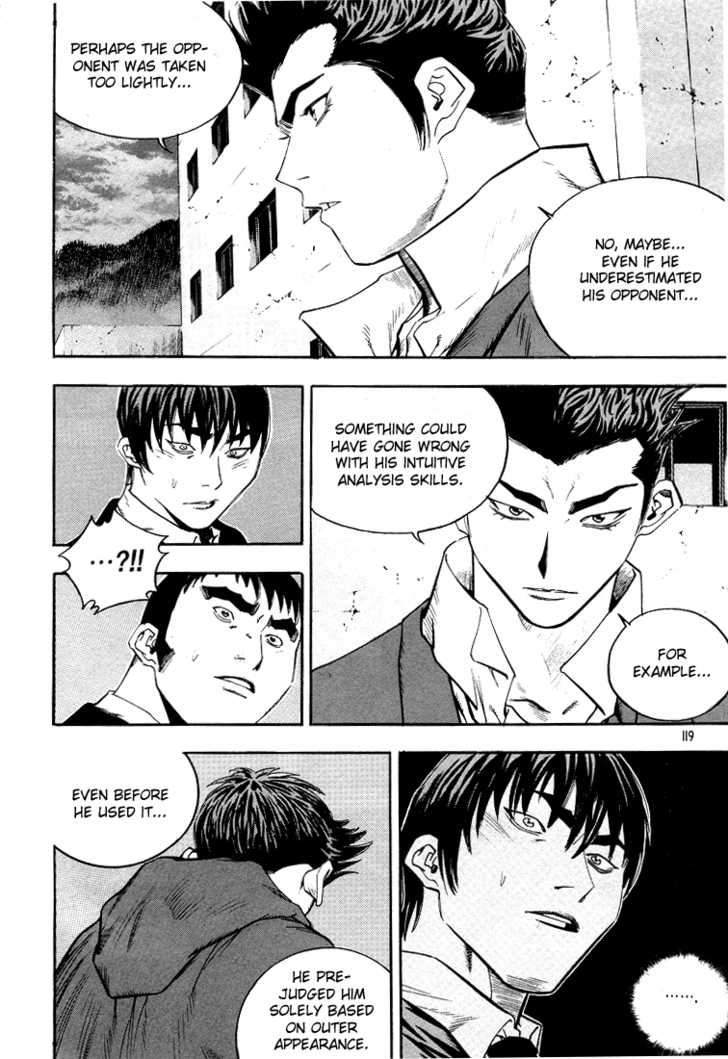 PERHAPS THE OPP-
ONENT WAS TAKEN
TOO LIGHTLY...
NO, MAYBE...
EVEN IF HE
UNDERESTIMATED
HIS OPPONENT...
SOMETHING COULD
HAVE GONE WRONG
WITH HIS INTUITIVE
ANALYSIS SKILLS.
...?!!
FOR
EXAMPLE...
119
EVEN BEFORE
HE USED IT...
HE PRE-
JUDGED HIM
SOLELY BASED
ON OUTER
APPEARANCE.
.......